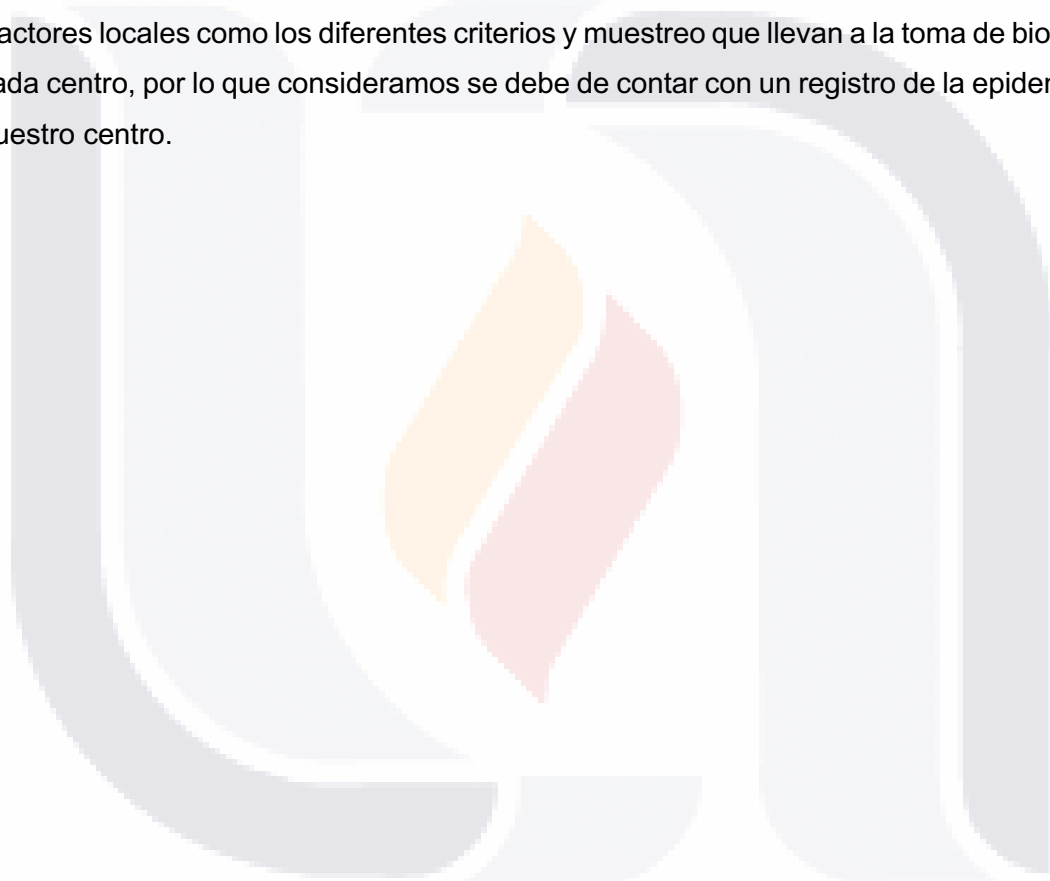 actores locales como los diferentes criterios y muestreo que llevan a la toma de bio
ada centro, por lo que consideramos se debe de contar con un registro de la epider
uestro centro.